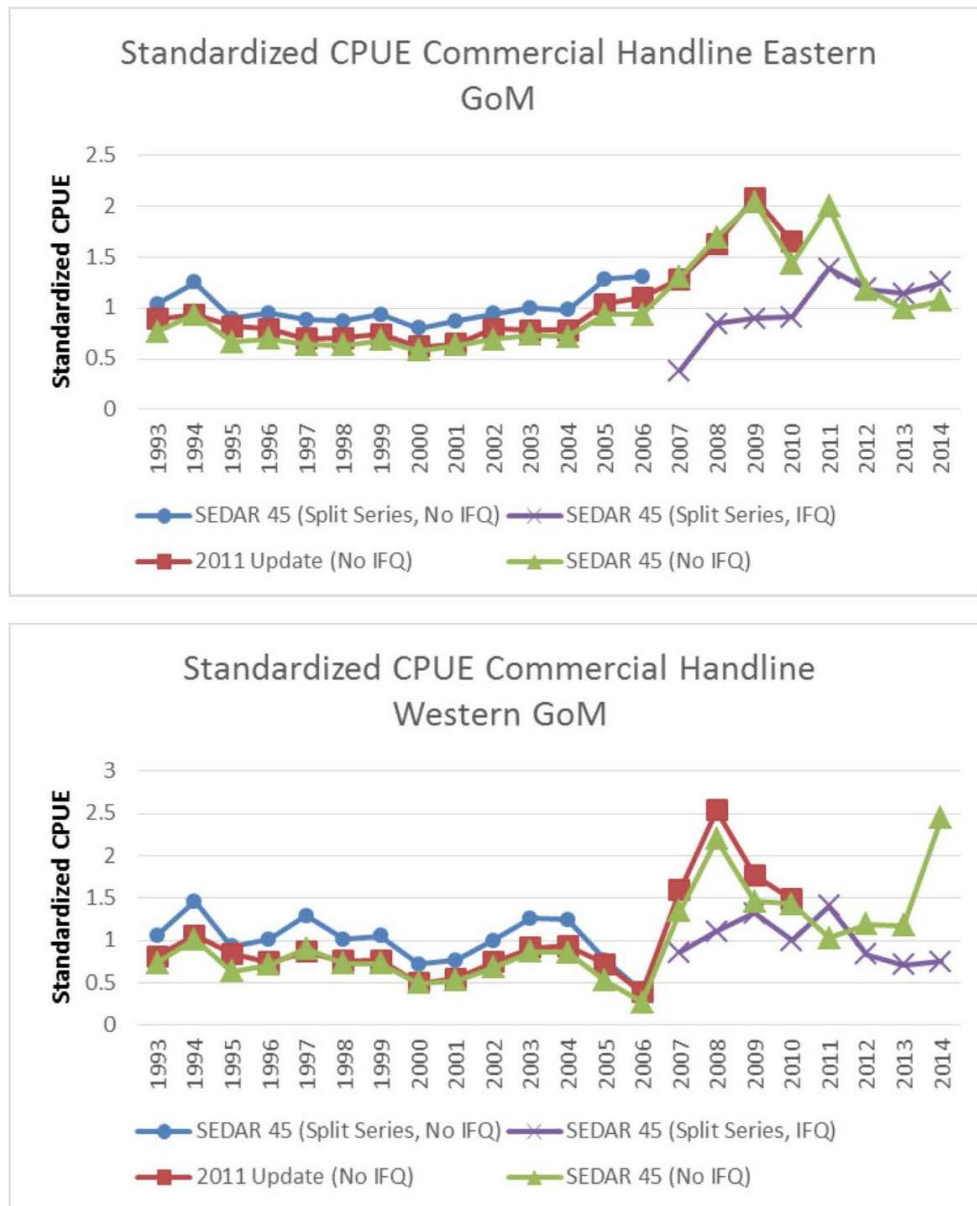 Standardized CPUE Commercial Handline Eastern
GoM
Standardized CPUE
2.5
2
1.5
1
0.5
0
1993 1994 1995 1996 1997 1998 1999 2000 2001 2002 2003 2004 2005 2006 2007 2008 2009 2010 2011 2012 2013 2014
SEDAR 45 (Split Series, No IFQ) SEDAR 45 (Split Series, IFQ)
2011 Update (No IFQ) SEDAR 45 (No IFQ)
Standardized CPUE Commercial Handline
Western GoM
Standardized CPUE
3
2.5
2
1.5
1
0.5
0
1993 1994 1995 1996 1997 1998 1999 2000 2001 2002 2003 2004 2005 2006 2007 2008 2009 2010 2011 2012 2013 2014
SEDAR 45 (Split Series, No IFQ) SEDAR 45 (Split Series, IFQ)
2011 Update (No IFQ) SEDAR 45 (No IFQ)